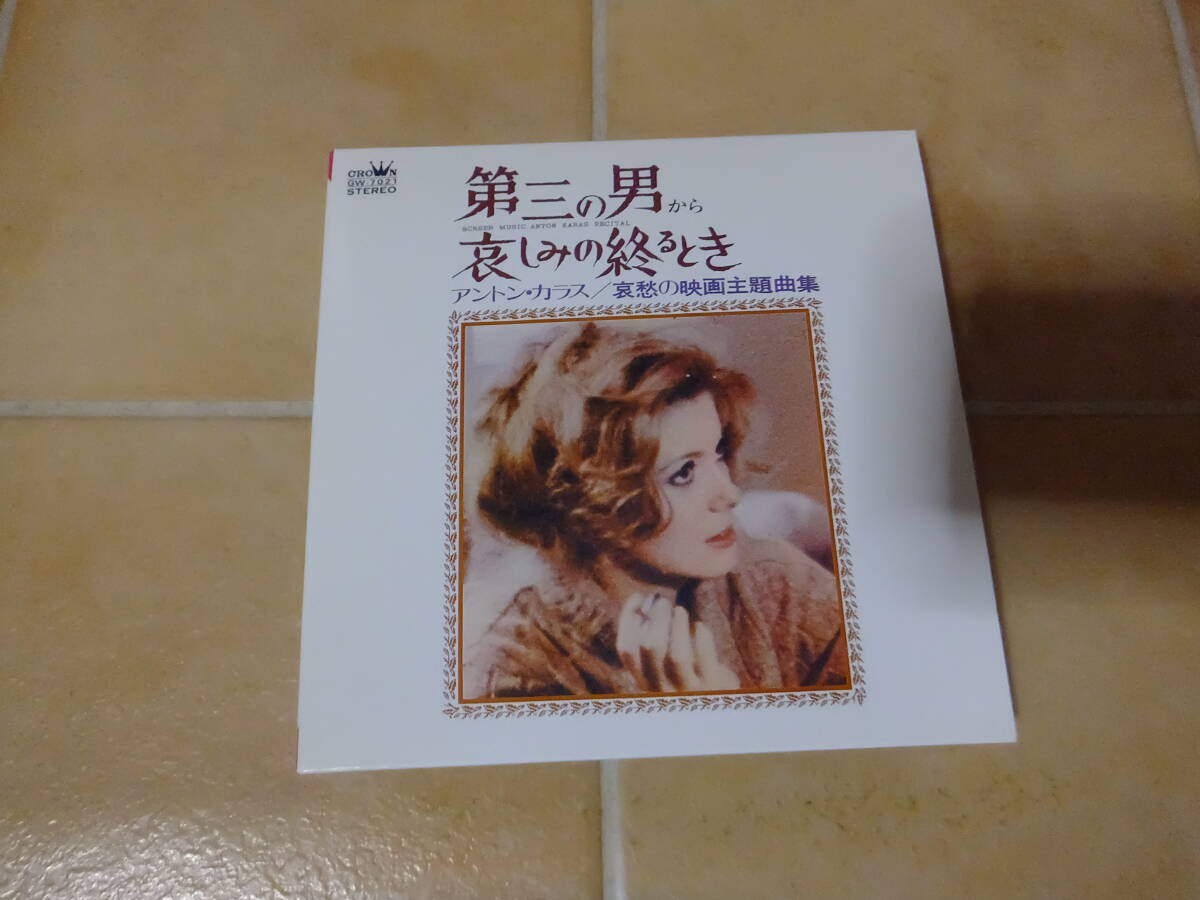 CROWN
GW-7021
STEREO
第三の男から
SCREEN MUSIC ANTON KARAS RECITAL
哀しみの終るとき
アントン・カラス／哀愁の映画主題曲集